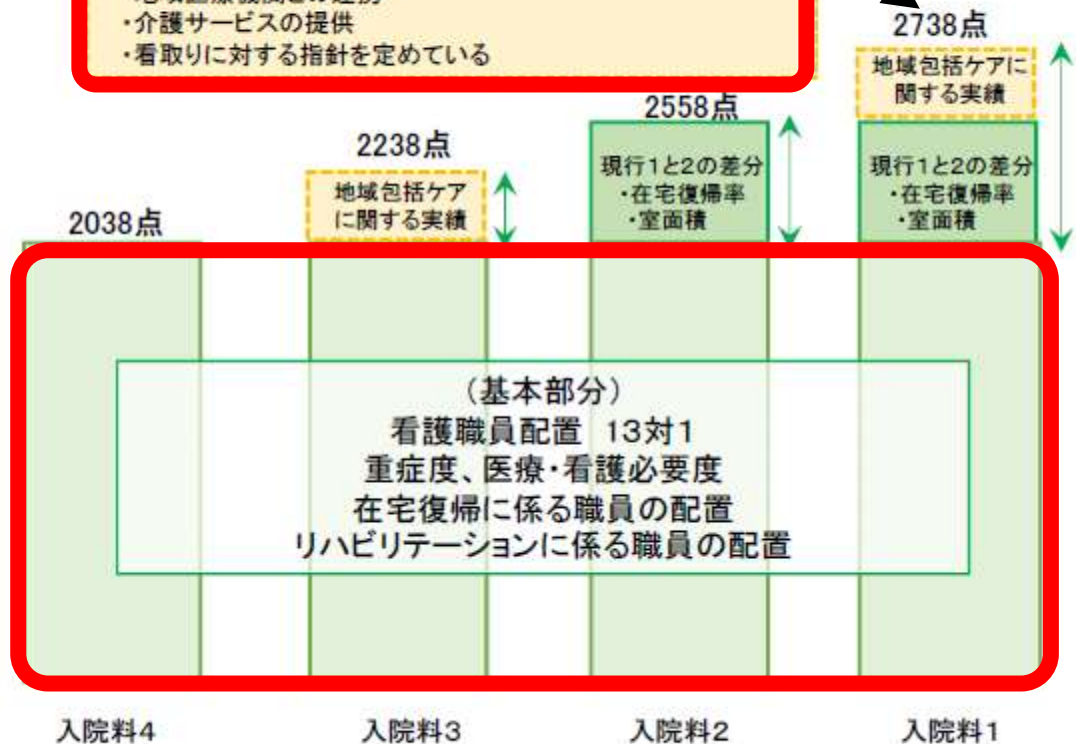 ・介護サービスの提供
・看取りに対する指針を定めている
2738点
地域包括ケアに
関する実績
2558点
現行1と2の差分
・在宅復帰率
・室面積
現行1と2の差分
・在宅復帰率
・室面積
2238点
地域包括ケア
に関する実績
2038点
（基本部分）
看護職員配置　13対1
重症度、医療・看護必要度
在宅復帰に係る職員の配置
リハビリテーションに係る職員の配置
入院料4
入院料3
入院料2
入院料1